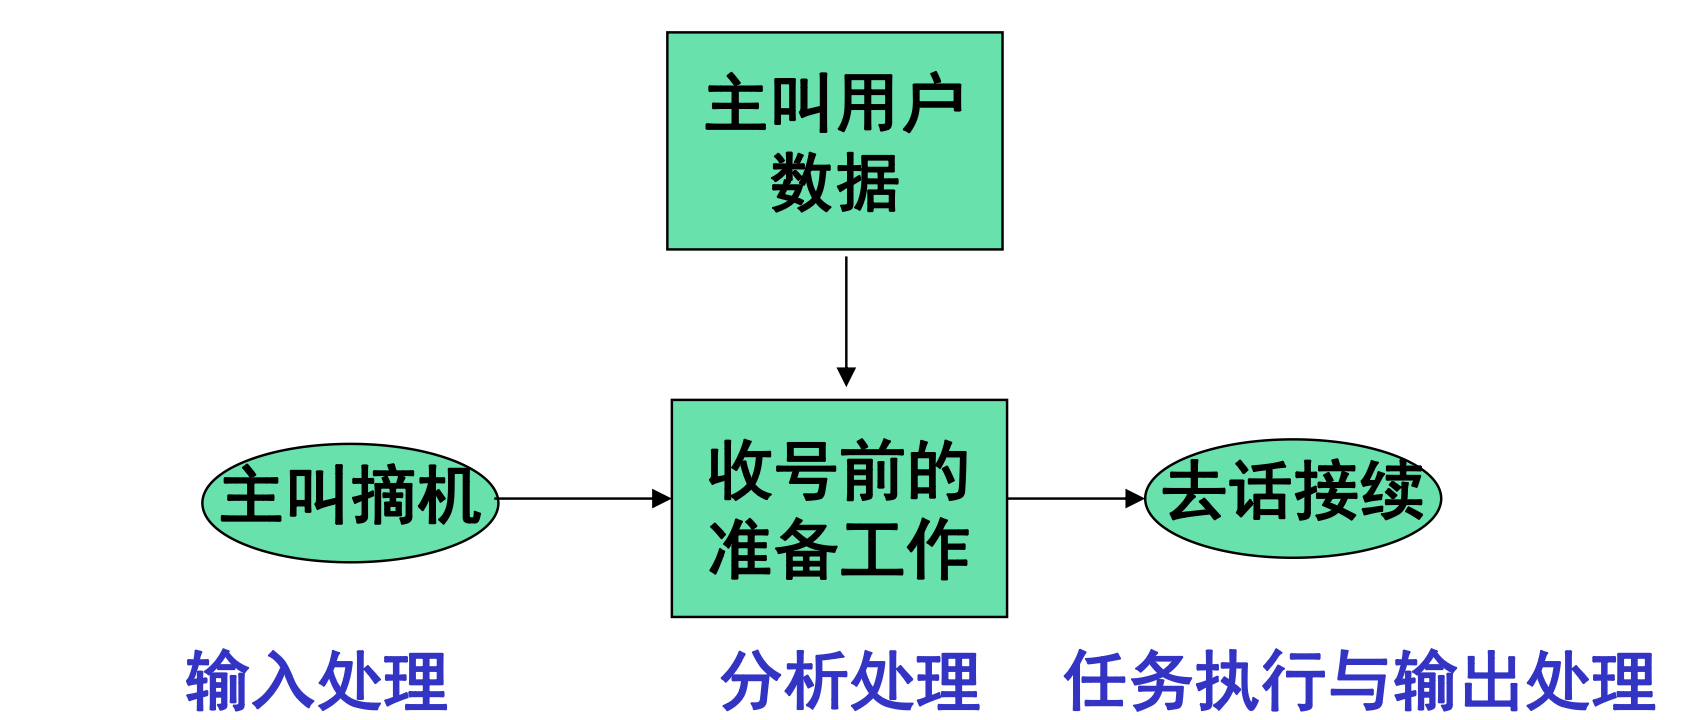 主叫用户
数据
主叫摘机
收号前的
准备工作
去话接续
输入处理
分析处理
任务执行与输出处理